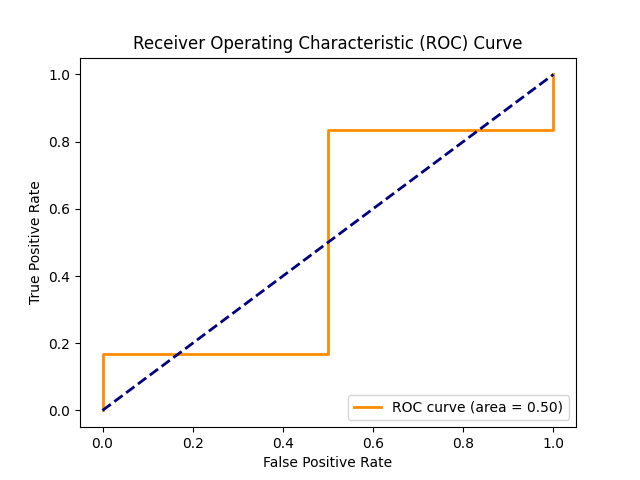 Receiver Operating Characteristic (ROC) Curve
1.0
0.8
0.6
0.4
0.2
0.0
True Positive Rate
ROC curve (area = 0.50)
0.0 0.2 0.4 0.6 0.8 1.0
False Positive Rate